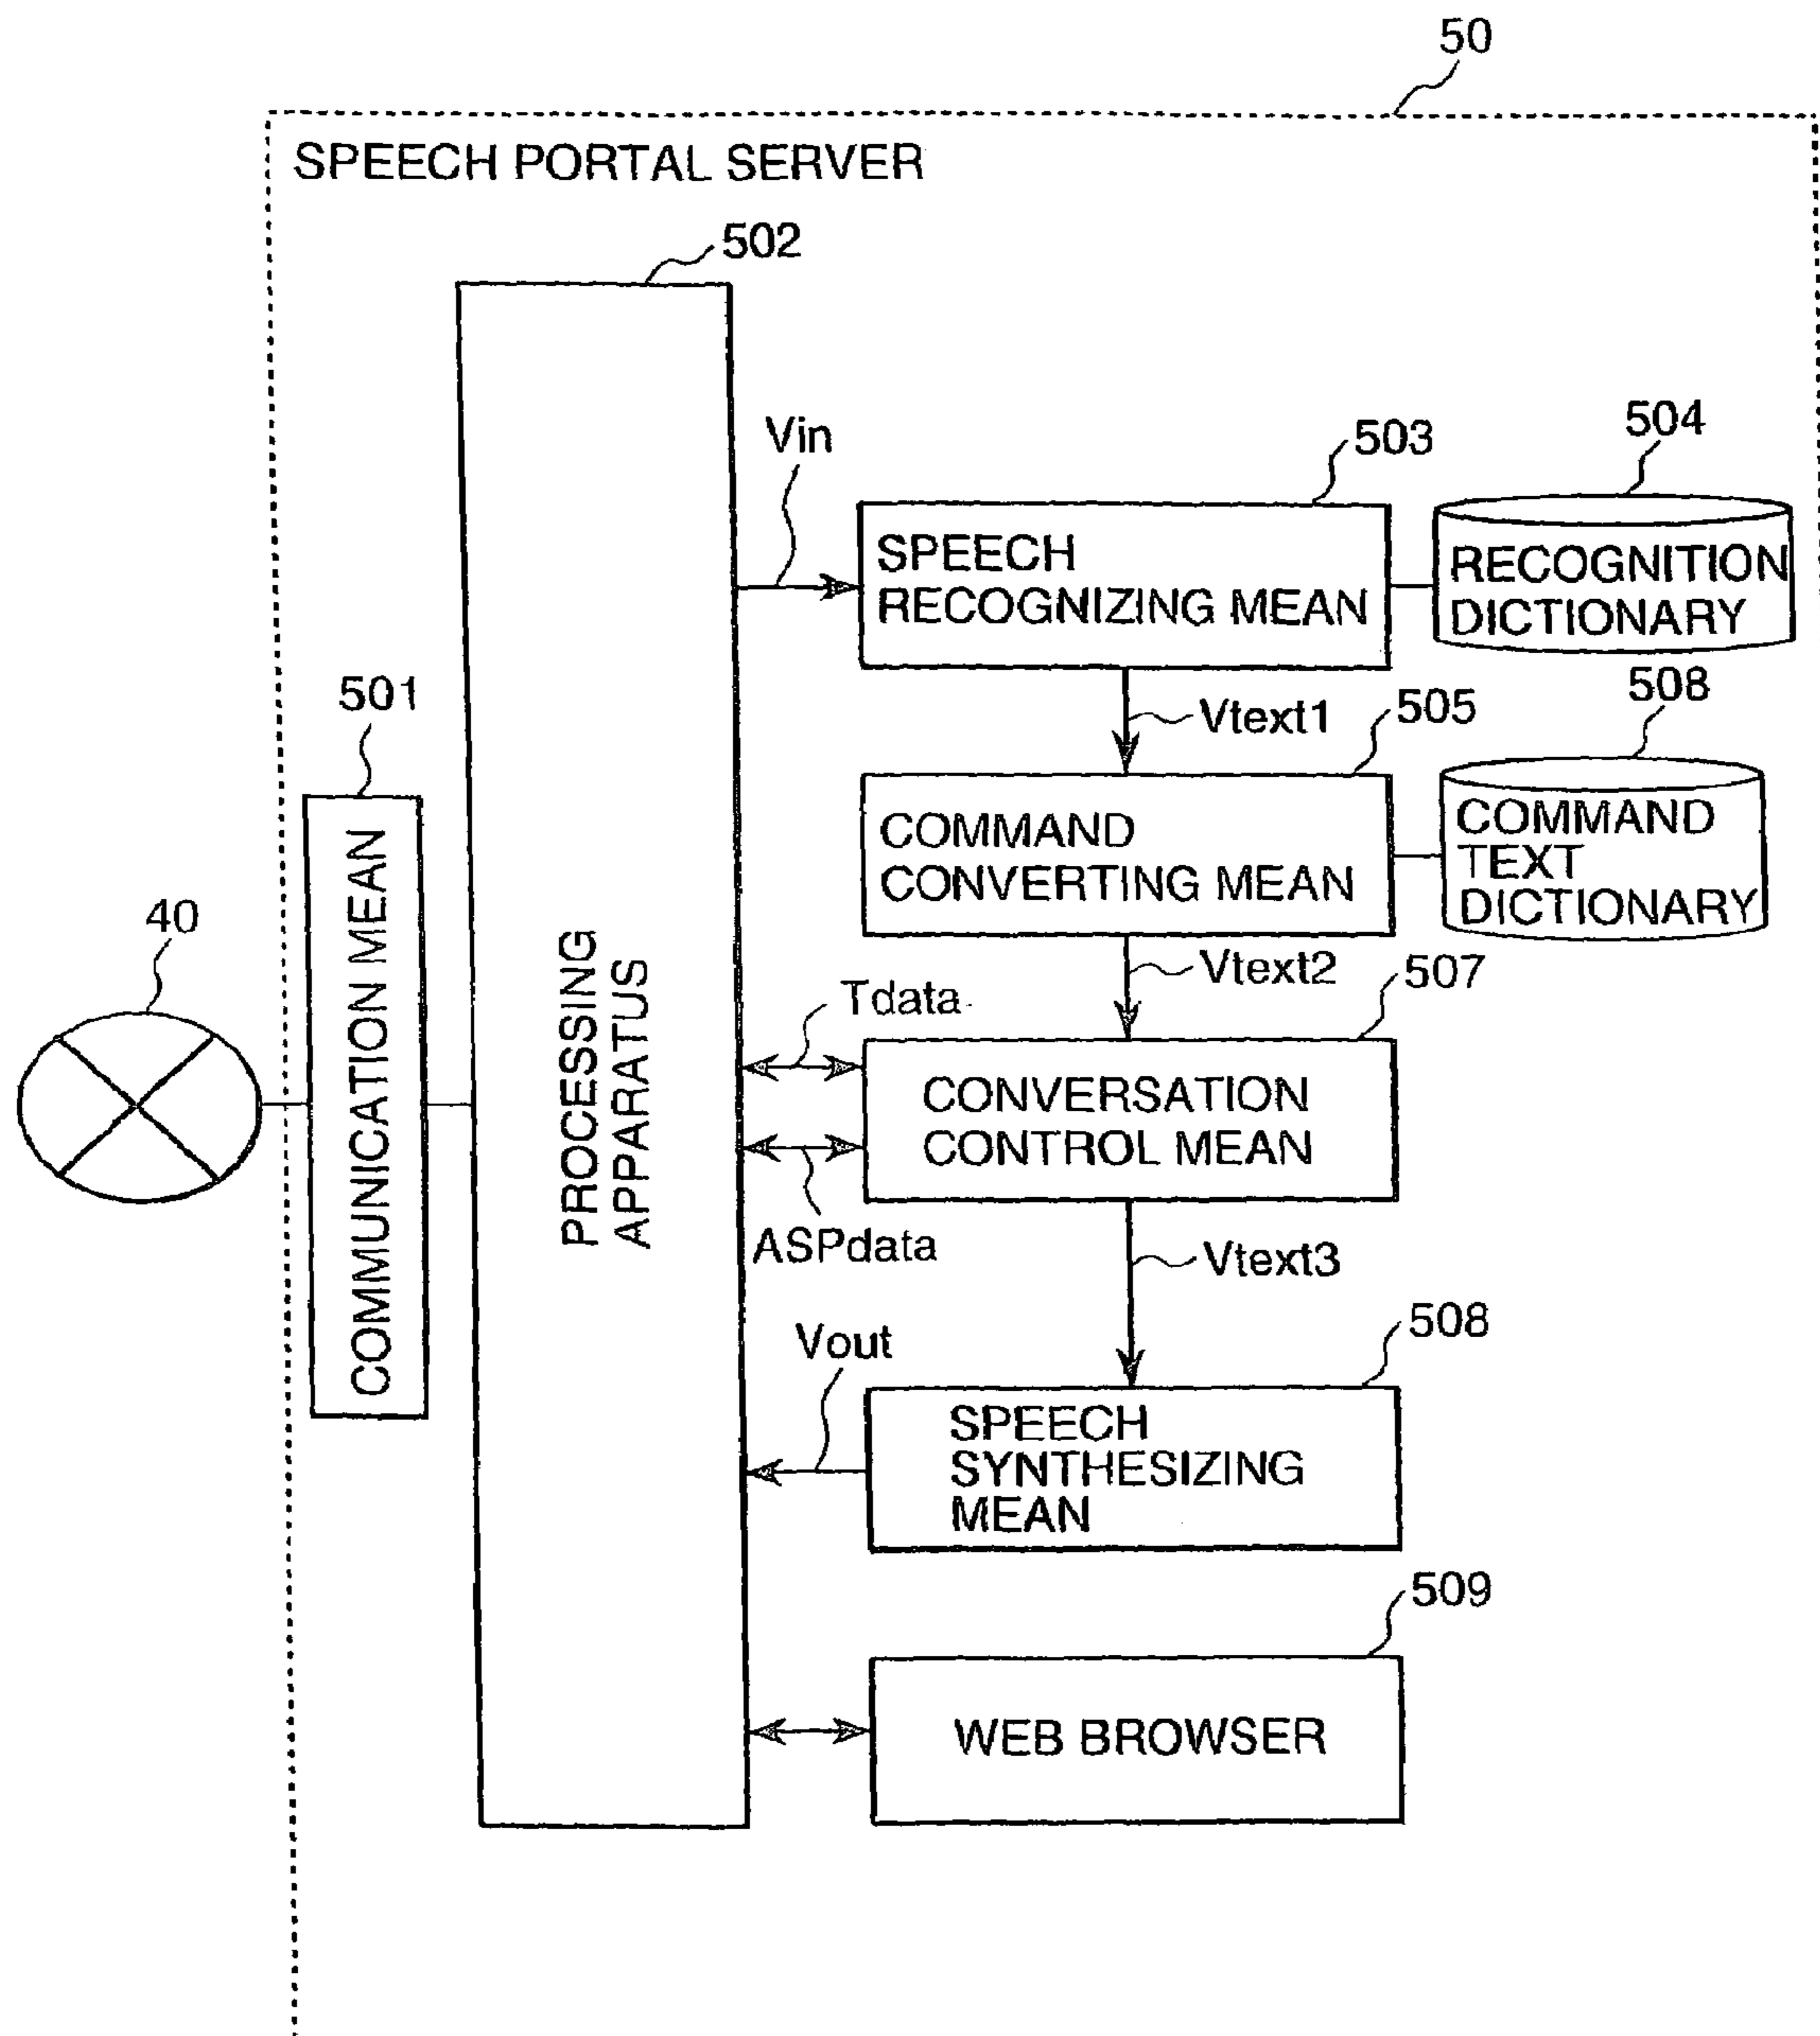 50
SPEECH PORTAL SERVER
502
Vin
503
504
SPEECH
RECOGNIZING MEAN
RECOGNITION
DICTIONARY
501
Vtext1
505
508
COMMAND
CONVERTING MEAN
COMMAND
TEXT
DICTIONARY
40
COMMUNICATION MEAN
PROCESSING
APPARATUS
Vtext2
507
Tdata
CONVERSATION
CONTROL MEAN
ASPdata
Vtext3
Vout
508
SPEECH
SYNTHESIZING
MEAN
509
WEB BROWSER